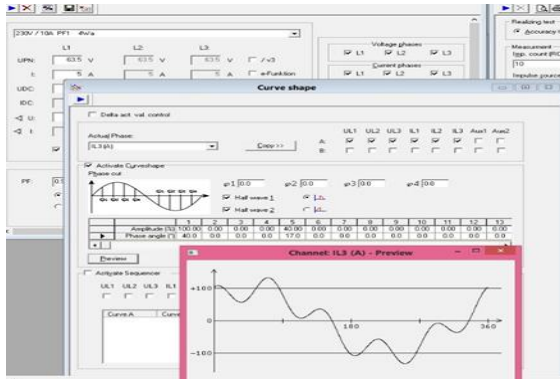 Realizing test
230V / 10A PF1 4Wa
Accuracy t
L1 L2: L3:
Voltage phases
L1 L2 L3
Measurement
UPN: 63.5 V 63.5 V 63.5 V / √3
Current phases
I: 5 A 5 A 5 A e-Funktion
L1 L2 L3
10
Impulse source
UDC:
Curve shape
IDC:
Delta act. val. control
U:
I:
Actual Phase:
UL1 UL2 UL3 IL1 IL2 IL3 Aux1 Aux2
IL3 (A)
Copy >>
A:
B:
Activate Curveshape
Phase cut
PF:
φ1 0.0 φ2 0.0 φ3 0.0 φ4 0.0
Half wave 1
Half wave 2
1 2 3 4 5 6 7 8 9 10 11 12 13
Amplitude (%) 100.00 0.00 0.00 0.00 40.00 0.00 0.00 0.00 0.00 0.00 0.00 0.00 0.00
Phase angle (°) 40.0 0.0 0.0 0.0 17.0 0.0 0.0 0.0 0.0 0.0 0.0 0.0 0.0
Preview
Channel: IL3 (A) - Preview
Activate Sequencer
UL1 UL2 UL3 IL1
+100
Curve A Curve
0 180 360
-100